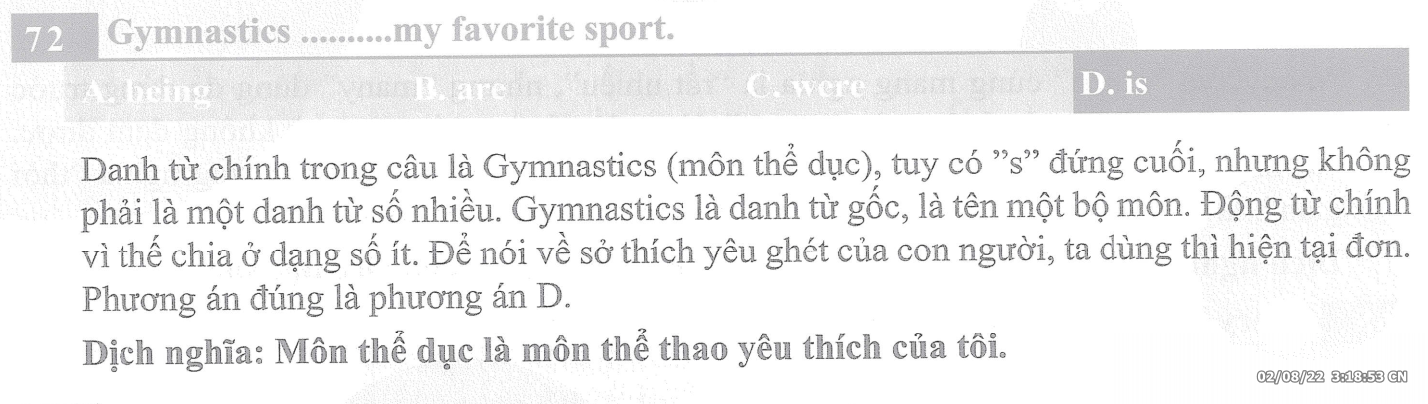 72 Gymnastics ..........my favorite sport.
A. being B. are C. were D. is
Danh từ chính trong câu là Gymnastics (môn thể dục), tuy có ”s” đứng cuối, nhưng không
phải là một danh từ số nhiều. Gymnastics là danh từ gốc, là tên một bộ môn. Động từ chính
vì thế chia ở dạng số ít. Để nói về sở thích yêu ghét của con người, ta dùng thì hiện tại đơn.
Phương án đúng là phương án D.
Dịch nghĩa: Môn thể dục là môn thể thao yêu thích của tôi.
02/08/22 3:18:53 CN